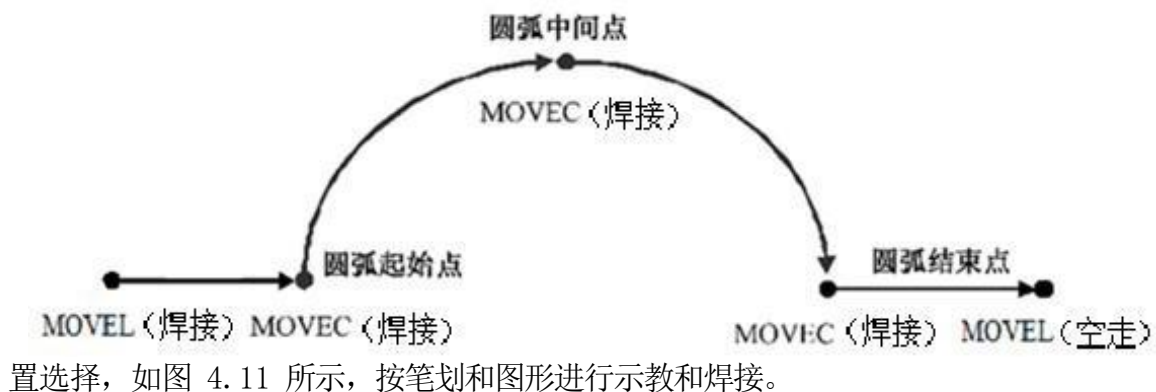 圆弧中间点
MOVEC（焊接）
圆弧起始点
圆弧结束点
MOVEL（焊接） MOVEC（焊接）
MOVEC（焊接） MOVEL（空走）
置选择，如图 4.11 所示，按笔划和图形进行示教和焊接。